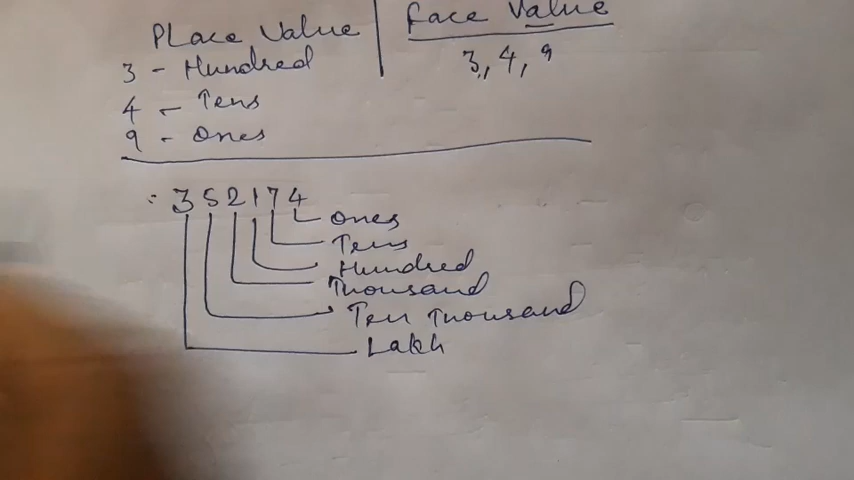 Place Value
3 - Hundred
4 - Tens
9 - Ones
Face Value
3, 4, 9
352174
Ones
Tens
Hundred
Thousand
Ten Thousand
Lakh